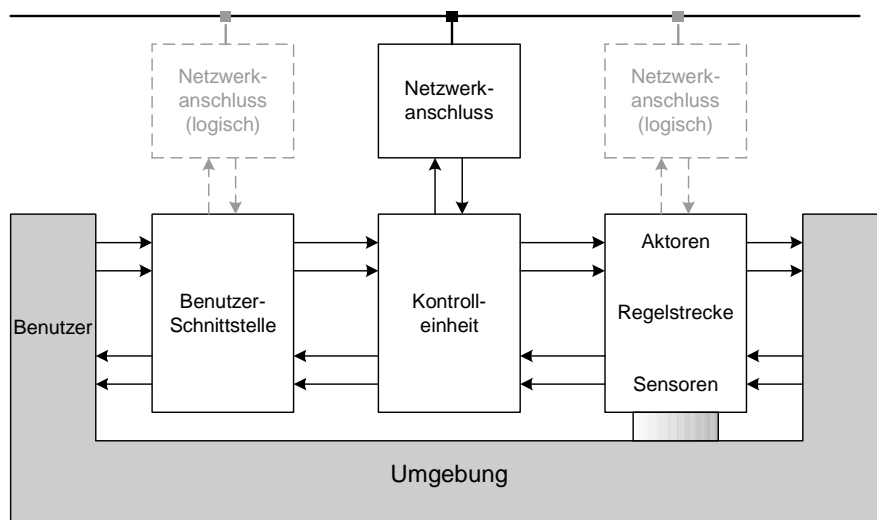 Netzwerk-
anschluss
(logisch)
Netzwerk-
anschluss
Netzwerk-
anschluss
(logisch)
Benutzer
Benutzer-
Schnittstelle
Kontroll-
einheit
Aktoren
Regelstrecke
Sensoren
Umgebung